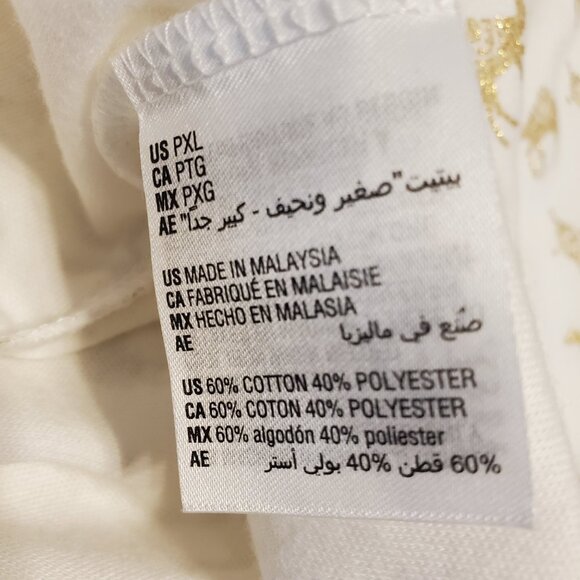 US PXL
CA PTG
MX PXG
AE بيتيت"صغير ونحيف - كبير جداً"
US MADE IN MALAYSIA
CA FABRIQUÉ EN MALAISIE
MX HECHO EN MALASIA
AE صُنع في ماليزيا
US 60% COTTON 40% POLYESTER
CA 60% COTON 40% POLYESTER
MX 60% algodón 40% poliester
AE 60% قطن 40% بولي أستر